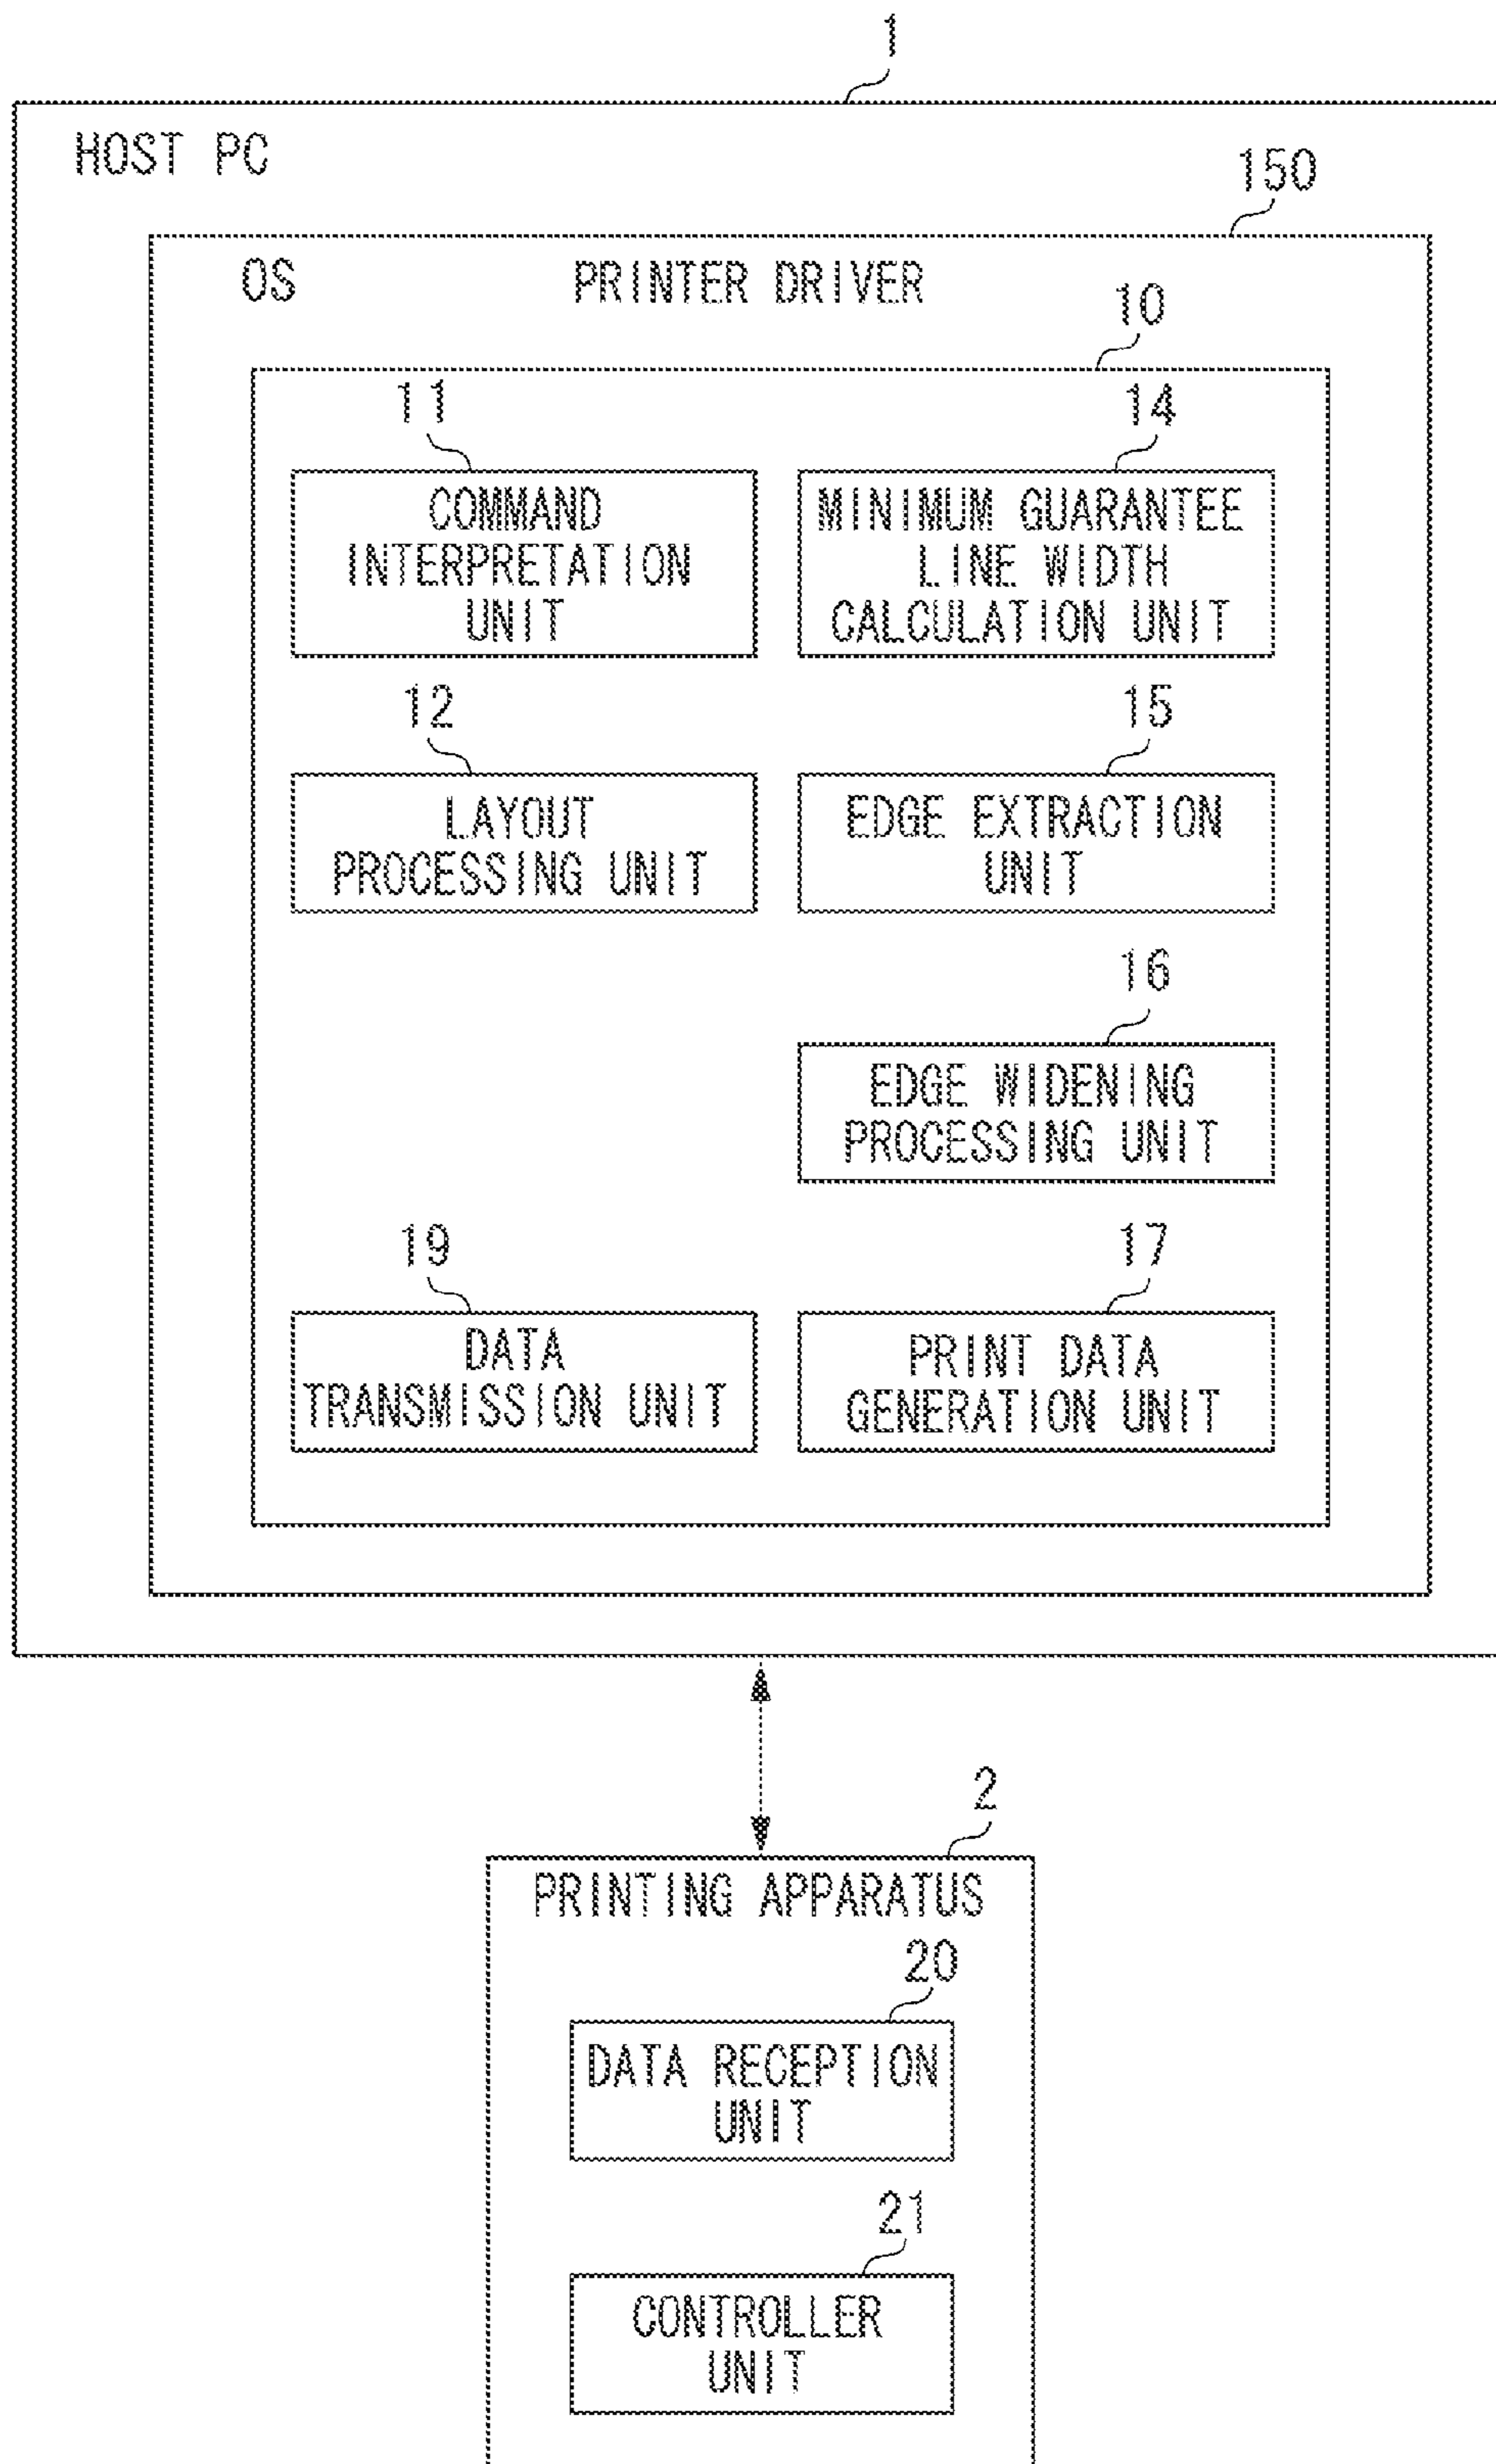 1
HOST PC
150
OS
PRINTER DRIVER
10
11
14
COMMAND
INTERPRETATION
UNIT
MINIMUM GUARANTEE
LINE WIDTH
CALCULATION UNIT
12
15
LAYOUT
PROCESSING UNIT
EDGE EXTRACTION
UNIT
16
EDGE WIDENING
PROCESSING UNIT
19
17
DATA
TRANSMISSION UNIT
PRINT DATA
GENERATION UNIT
2
PRINTING APPARATUS
20
DATA RECEPTION
UNIT
21
CONTROLLER
UNIT